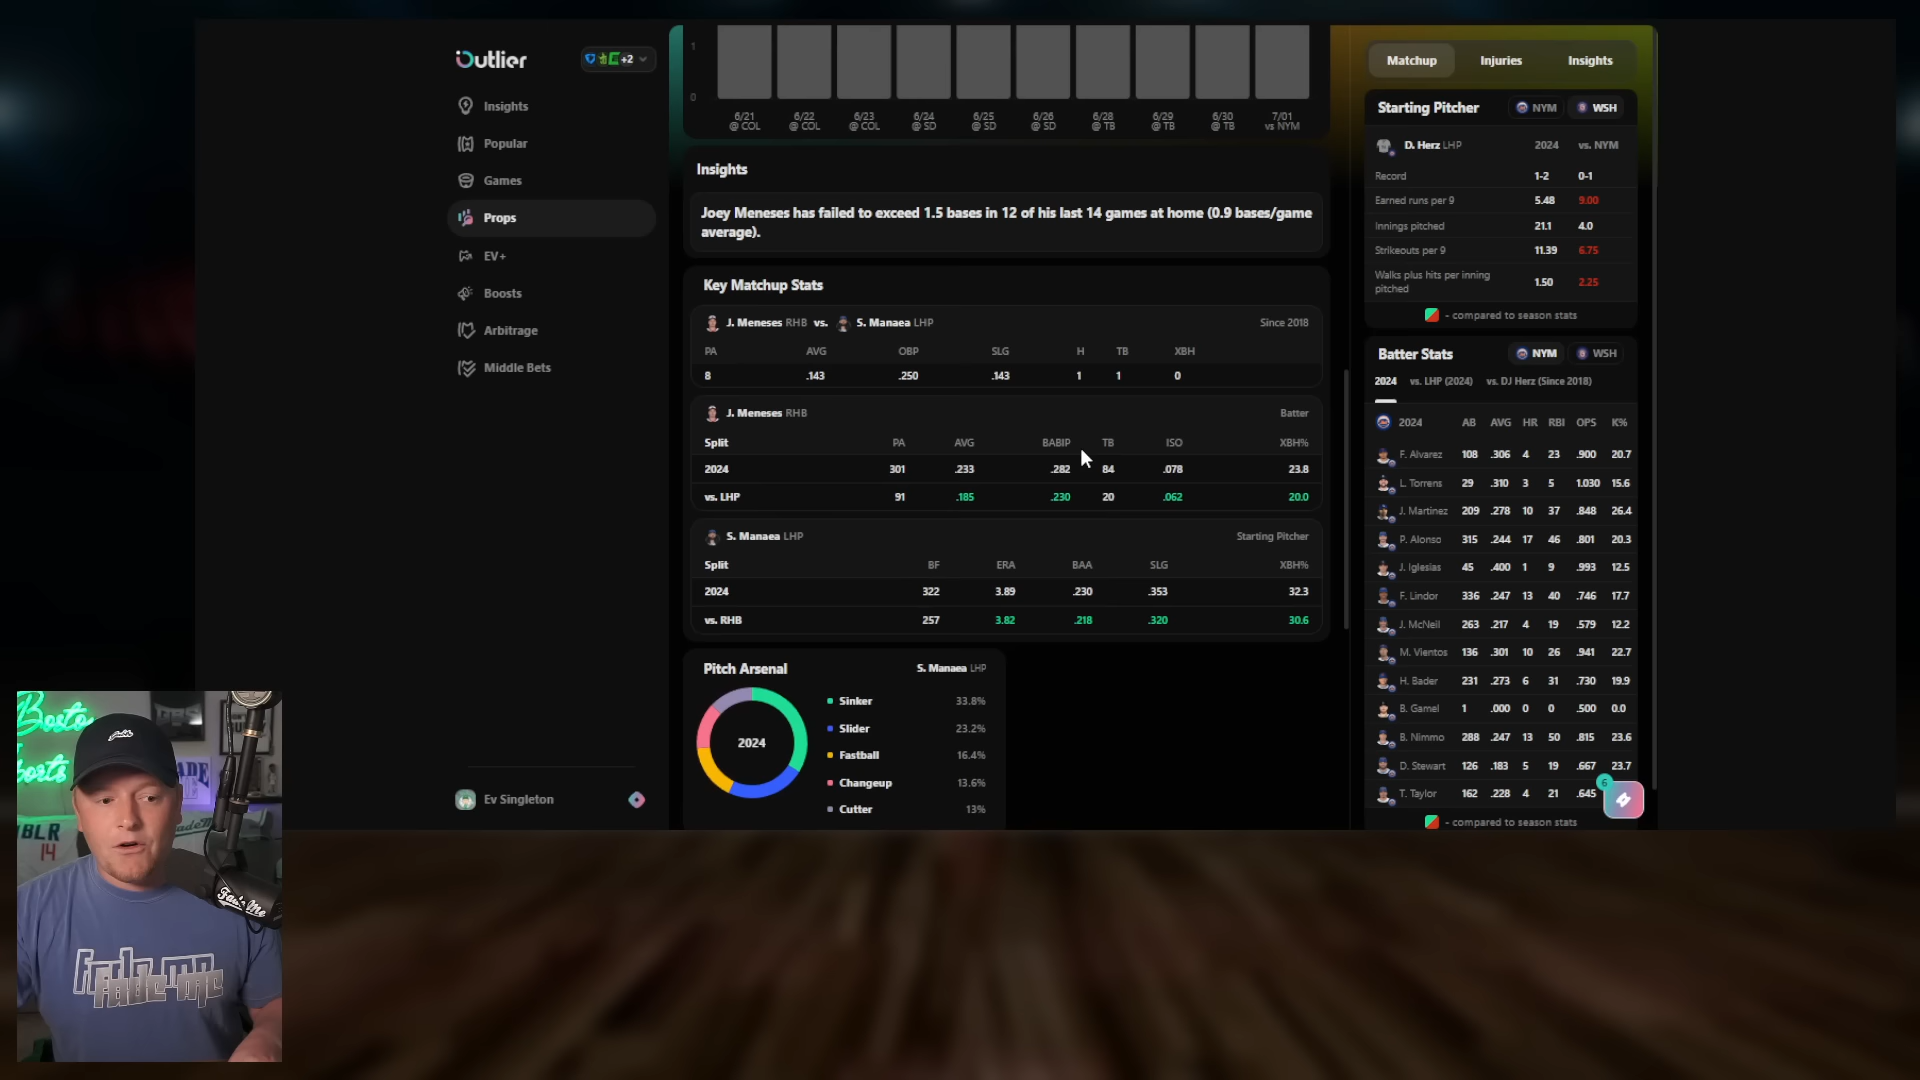 Outlier
+2
Insights
Popular
Games
Props
EV+
Boosts
Arbitrage
Middle Bets
Ev Singleton
1
0
6/21 6/22 6/23 6/24 6/25 6/26 6/28 6/29 6/30 7/01
@ COL @ COL @ COL @ SD @ SD @ SD @ TB @ TB @ TB vs NYM
Insights
Joey Meneses has failed to exceed 1.5 bases in 12 of his last 14 games at home (0.9 bases/game
average).
Key Matchup Stats
J. Meneses RHB vs. S. Manaea LHP Since 2018
PA AVG OBP SLG H TB XBH
8 .143 .250 .143 1 1 0
J. Meneses RHB Batter
Split PA AVG BABIP TB ISO XBH%
2024 301 .233 .282 84 .078 23.8
vs. LHP 91 .185 .230 20 .062 20.0
S. Manaea LHP Starting Pitcher
Split BF ERA BAA SLG XBH%
2024 322 3.89 .230 .353 32.3
vs. RHB 257 3.82 .218 .320 30.6
Pitch Arsenal S. Manaea LHP
2024
Sinker 33.8%
Slider 23.2%
Fastball 16.4%
Changeup 13.6%
Cutter 13%
Matchup Injuries Insights
Starting Pitcher NYM WSH
D. Herz LHP 2024 vs. NYM
Record 1-2 0-1
Earned runs per 9 5.48 9.00
Innings pitched 21.1 4.0
Strikeouts per 9 11.39 6.75
Walks plus hits per inning
pitched 1.50 2.25
- compared to season stats
Batter Stats NYM WSH
2024 vs. LHP (2024) vs. DJ Herz (Since 2018)
2024 AB AVG HR RBI OPS K%
F. Alvarez 108 .306 4 23 .900 20.7
L. Torrens 29 .310 3 5 1.030 15.6
J. Martinez 209 .278 10 37 .848 26.4
P. Alonso 315 .244 17 46 .801 20.3
J. Iglesias 45 .400 1 9 .993 12.5
F. Lindor 336 .247 13 40 .746 17.7
J. McNeil 263 .217 4 19 .579 12.2
M. Vientos 136 .301 10 26 .941 22.7
H. Bader 231 .273 6 31 .730 19.9
B. Gamel 1 .000 0 0 .500 0.0
B. Nimmo 288 .247 13 50 .815 23.6
D. Stewart 126 .183 5 19 .667 23.7
T. Taylor 162 .228 4 21 .645
6
- compared to season stats
Bosto
orts
ADE
BLR
14
Fade Me
fade me